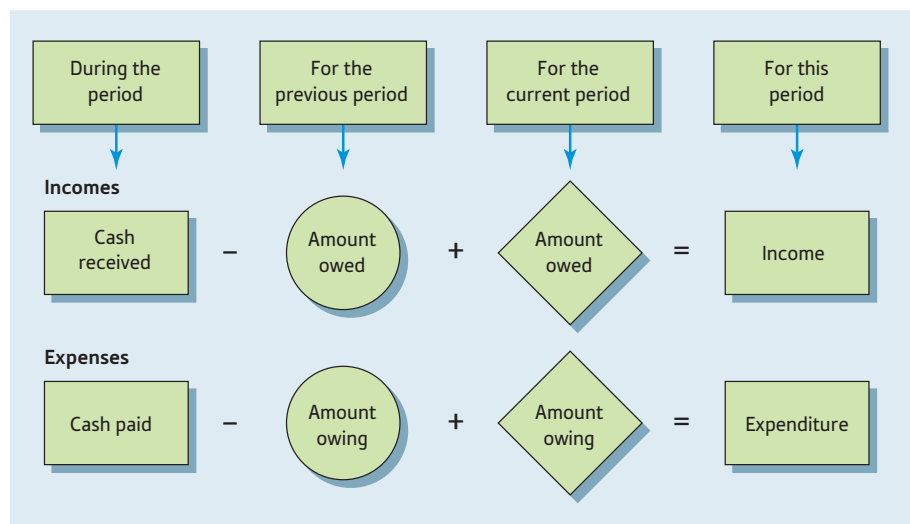 During the
period
For the
previous period
For the
current period
For this
period
Incomes
Cash
received
–
Amount
owed
+
Amount
owed
=
Income
Expenses
Cash paid
–
Amount
owing
+
Amount
owing
=
Expenditure